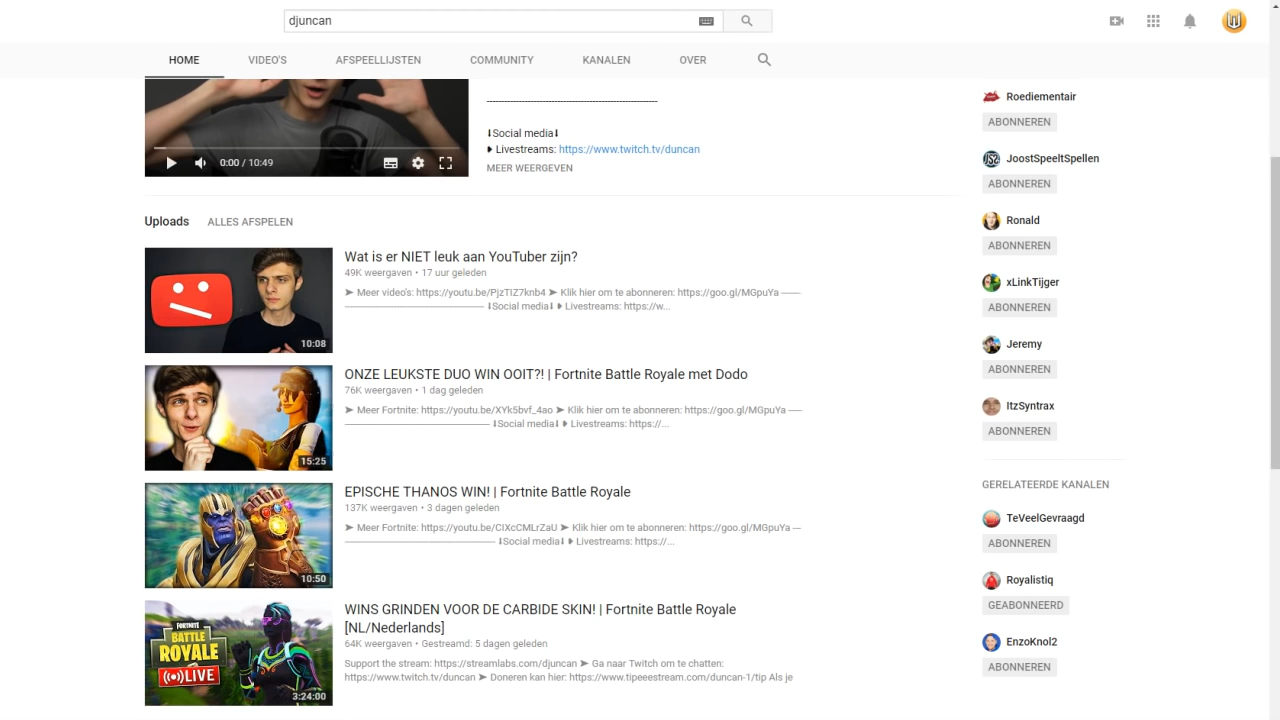 djuncan
HOME
VIDEO'S
AFSPEELLIJSTEN
COMMUNITY
KANALEN
OVER
0:00 / 10:49
⬇Social media⬇
❥ Livestreams: https://www.twitch.tv/duncan
MEER WEERGEVEN
Uploads
ALLES AFSPELEN
10:08
Wat is er NIET leuk aan YouTuber zijn?
49K weergaven • 17 uur geleden
➤ Meer video's: https://youtu.be/PjzTIZ7knb4 ➤ Klik hier om te abonneren: https://goo.gl/MGpuYa -------
-------------------------------------------------- ⬇Social media⬇ ❥ Livestreams: https://w...
15:25
ONZE LEUKSTE DUO WIN OOIT?! | Fortnite Battle Royale met Dodo
76K weergaven • 1 dag geleden
➤ Meer Fortnite: https://youtu.be/XYk5bvf_4ao ➤ Klik hier om te abonneren: https://goo.gl/MGpuYa -----
---------------------------------------------------- ⬇Social media⬇ ❥ Livestreams: https://...
10:50
EPISCHE THANOS WIN! | Fortnite Battle Royale
137K weergaven • 3 dagen geleden
➤ Meer Fortnite: https://youtu.be/CIXcCMLrZaU ➤ Klik hier om te abonneren: https://goo.gl/MGpuYa ---
------------------------------------------------------ ⬇Social media⬇ ❥ Livestreams: https://...
FORTNITE
BATTLE
ROYALE
LIVE
3:24:00
WINS GRINDEN VOOR DE CARBIDE SKIN! | Fortnite Battle Royale
[NL/Nederlands]
64K weergaven • Gestreamd: 5 dagen geleden
Support the stream: https://streamlabs.com/djuncan ➤ Ga naar Twitch om te chatten:
https://www.twitch.tv/duncan ➤ Doneren kan hier: https://www.tipeeestream.com/duncan-1/tip Als je
Roediementair
ABONNEREN
JoostSpeeltSpellen
ABONNEREN
Ronald
ABONNEREN
xLinkTijger
ABONNEREN
Jeremy
ABONNEREN
ItzSyntrax
ABONNEREN
GERELATEERDE KANALEN
TeVeelGevraagd
ABONNEREN
Royalistiq
GEABONNEERD
EnzoKnol2
ABONNEREN